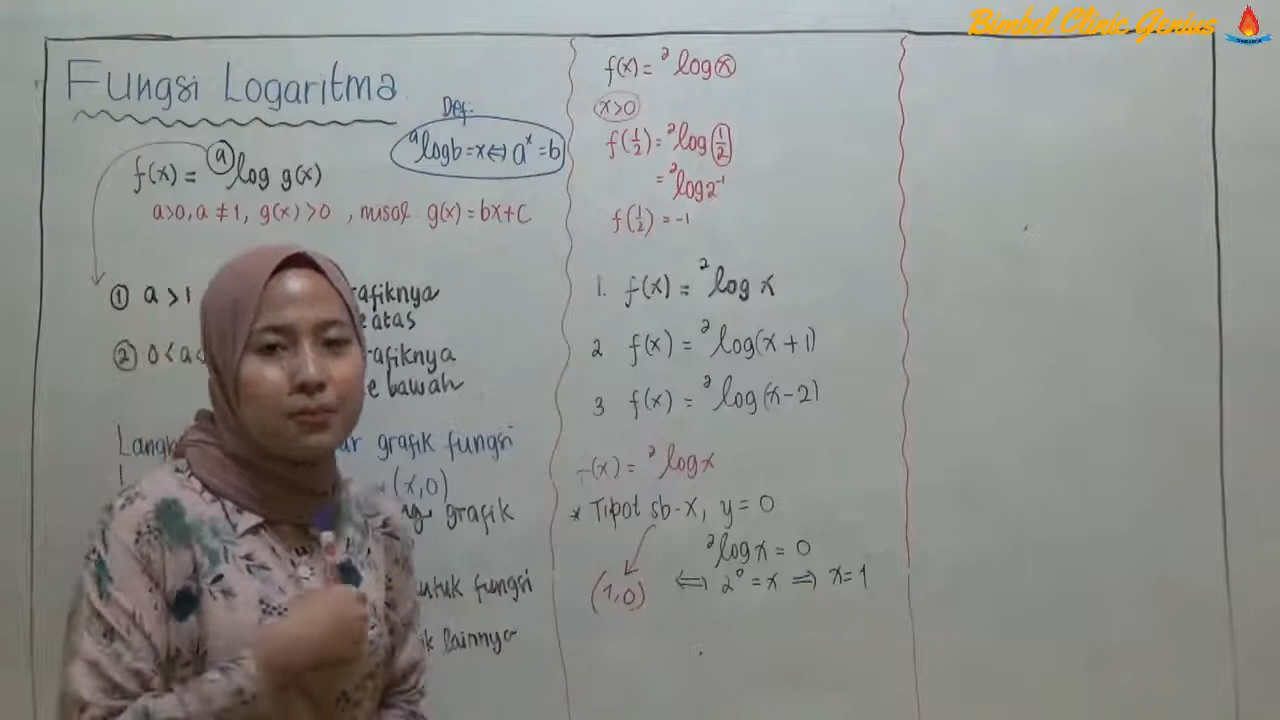 Bimbel Clinic Genius
Fungsi Logaritma
Def:
ᵃlog b = x ⇔ aˣ = b
f(x) = ᵃlog g(x)
a>0, a ≠ 1, g(x) > 0 , misal g(x) = bx + c
① a > 1 afiknya
e atas
② 0 < a < afiknya
e bawah
Lang ar grafik fungsi
(x,0)
grafik
utuk fungsi
ik lainnya
f(x) = ²log x
x>0
f(1/2) = ²log 1/2
= ²log 2⁻¹
f(1/2) = -1
1. f(x) = ²log x
2 f(x) = ²log(x + 1)
3 f(x) = ²log(x-2)
(x) = ²log x
* Tipot sb-x, y = 0
²log x = 0
(1,0) ⇔ 2⁰ = x ⇒ x = 1